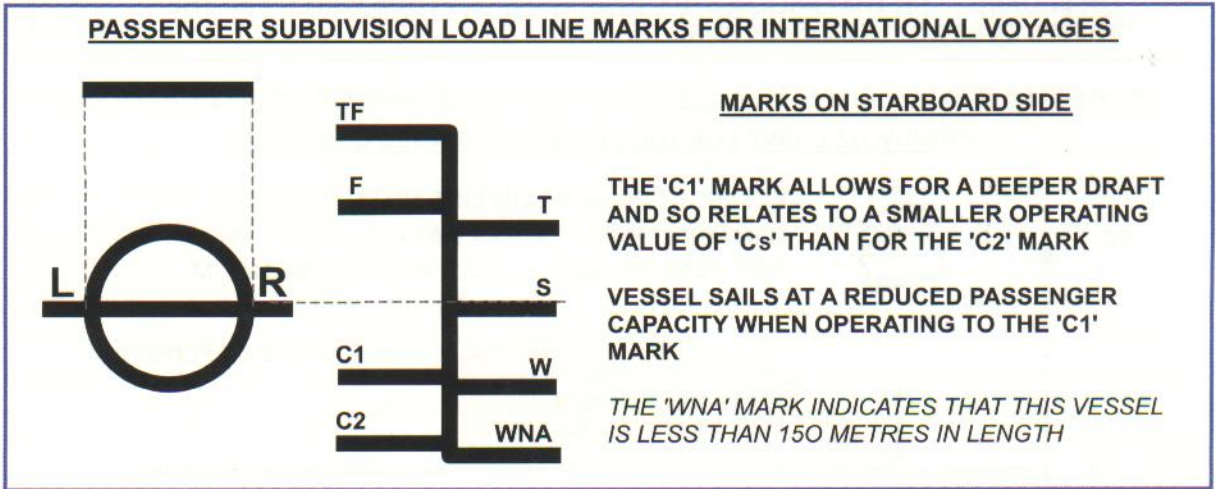 PASSENGER SUBDIVISION LOAD LINE MARKS FOR INTERNATIONAL VOYAGES
MARKS ON STARBOARD SIDE
TF
F
T
L R
S
C1
W
C2
WNA
THE 'C1' MARK ALLOWS FOR A DEEPER DRAFT
AND SO RELATES TO A SMALLER OPERATING
VALUE OF 'Cs' THAN FOR THE 'C2' MARK
VESSEL SAILS AT A REDUCED PASSENGER
CAPACITY WHEN OPERATING TO THE 'C1'
MARK
THE 'WNA' MARK INDICATES THAT THIS VESSEL
IS LESS THAN 15O METRES IN LENGTH